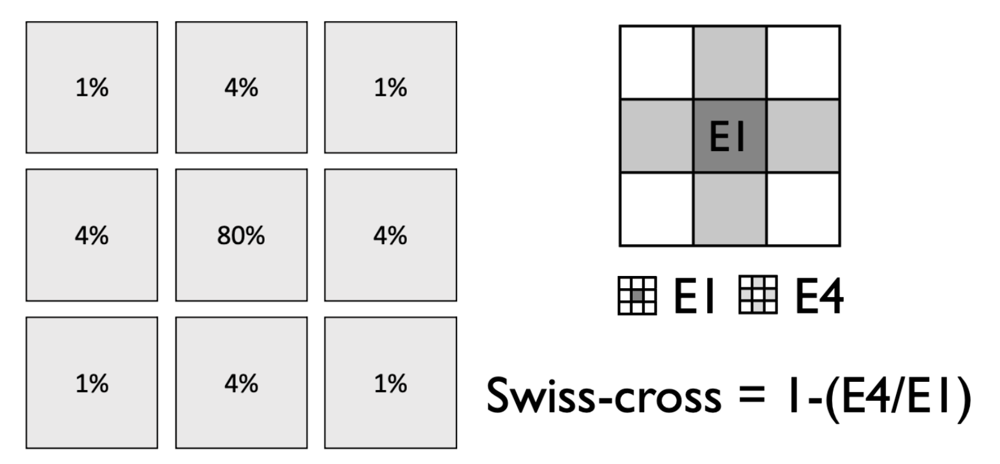 1% 4% 1%
4% 80% 4%
1% 4% 1%
E1
E1 E4
Swiss-cross = 1-(E4/E1)